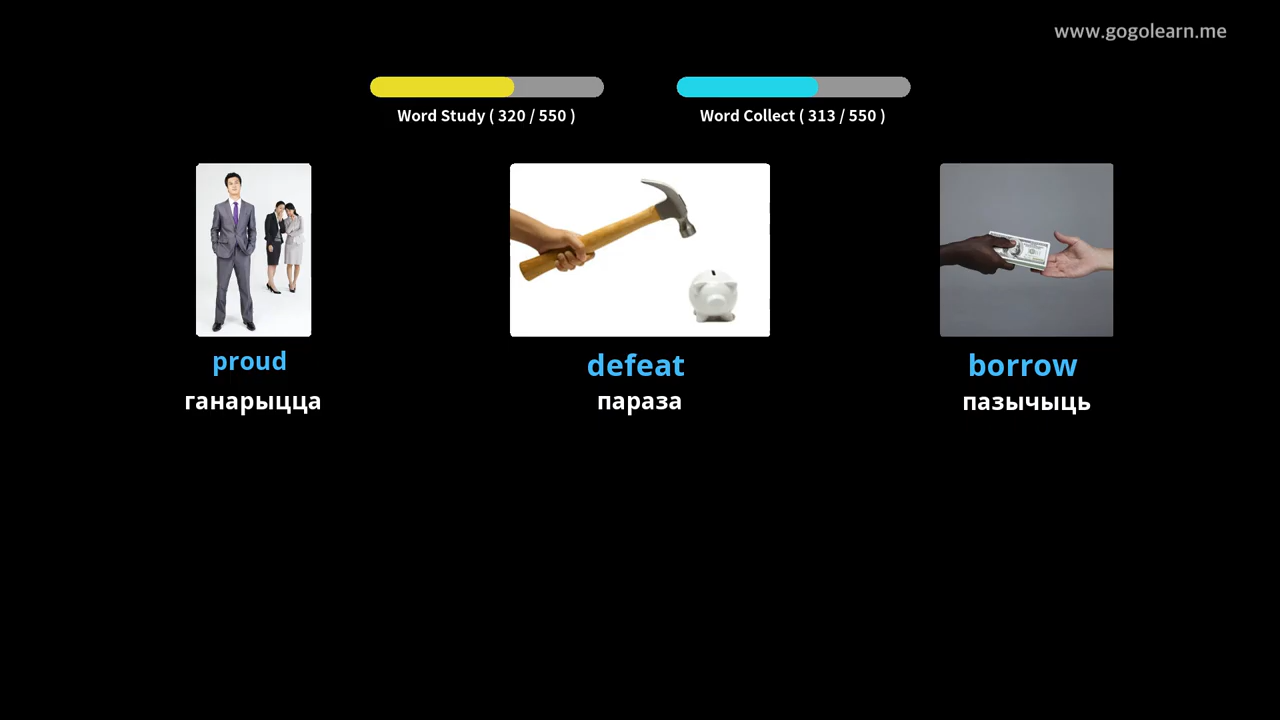 www.gogolearn.me
Word Study ( 320 / 550 )
Word Collect ( 313 / 550 )
proud
defeat
borrow
ганарыцца
параза
пазычыць